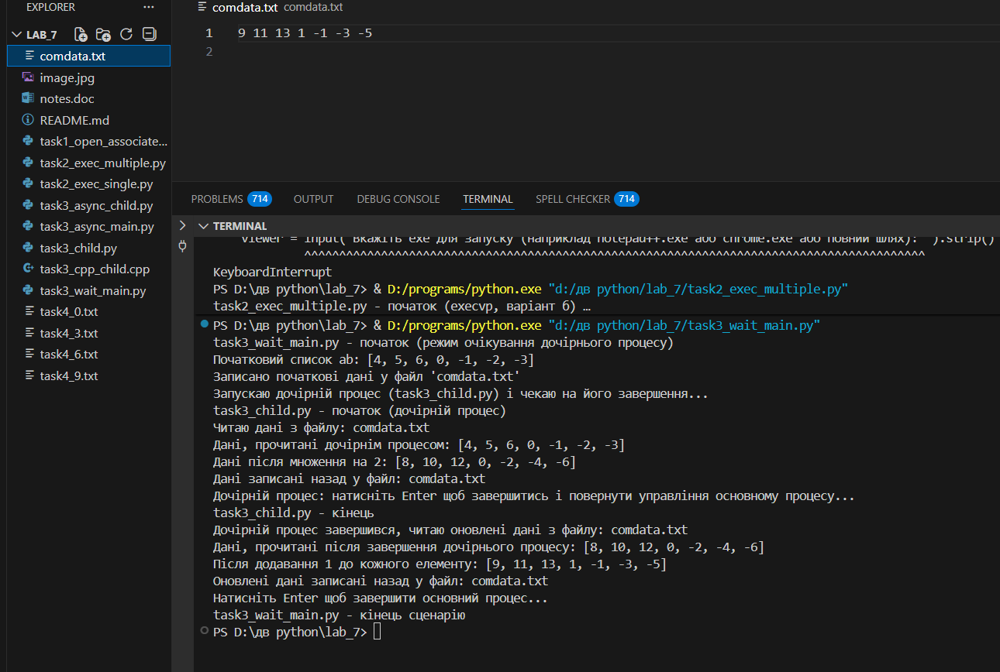 EXPLORER ...
LAB_7
comdata.txt
image.jpg
notes.doc
README.md
task1_open_associate...
task2_exec_multiple.py
task2_exec_single.py
task3_async_child.py
task3_async_main.py
task3_child.py
task3_cpp_child.cpp
task3_wait_main.py
task4_0.txt
task4_3.txt
task4_6.txt
task4_9.txt
comdata.txt comdata.txt
1 9 11 13 1 -1 -3 -5
2
PROBLEMS 714 OUTPUT DEBUG CONSOLE TERMINAL SPELL CHECKER 714
TERMINAL
viewer = input("Вкажіть exe для запуску (наприклад notepad++.exe або chrome.exe або повний шлях): ").strip()
^^^^^^^^^^^^^^^^^^^^^^^^^^^^^^^^^^^^^^^^^^^^^^^^^^^^^^^^^^^^^^^^^^^^^^^^^^^^^^^^^^^^^^^^^
KeyboardInterrupt
PS D:\дв python\lab_7> & D:/programs/python.exe "d:/дв python/lab_7/task2_exec_multiple.py"
task2_exec_multiple.py - початок (execvp, варіант б) …
PS D:\дв python\lab_7> & D:/programs/python.exe "d:/дв python/lab_7/task3_wait_main.py"
task3_wait_main.py - початок (режим очікування дочірнього процесу)
Початковий список ab: [4, 5, 6, 0, -1, -2, -3]
Записано початкові дані у файл 'comdata.txt'
Запускаю дочірній процес (task3_child.py) і чекаю на його завершення...
task3_child.py - початок (дочірній процес)
Читаю дані з файлу: comdata.txt
Дані, прочитані дочірнім процесом: [4, 5, 6, 0, -1, -2, -3]
Дані після множення на 2: [8, 10, 12, 0, -2, -4, -6]
Дані записані назад у файл: comdata.txt
Дочірній процес: натисніть Enter щоб завершитись і повернути управління основному процесу...
task3_child.py - кінець
Дочірній процес завершився, читаю оновлені дані з файлу: comdata.txt
Дані, прочитані після завершення дочірнього процесу: [8, 10, 12, 0, -2, -4, -6]
Після додавання 1 до кожного елементу: [9, 11, 13, 1, -1, -3, -5]
Оновлені дані записані назад у файл: comdata.txt
Натисніть Enter щоб завершити основний процес...
task3_wait_main.py - кінець сценарію
PS D:\дв python\lab_7>